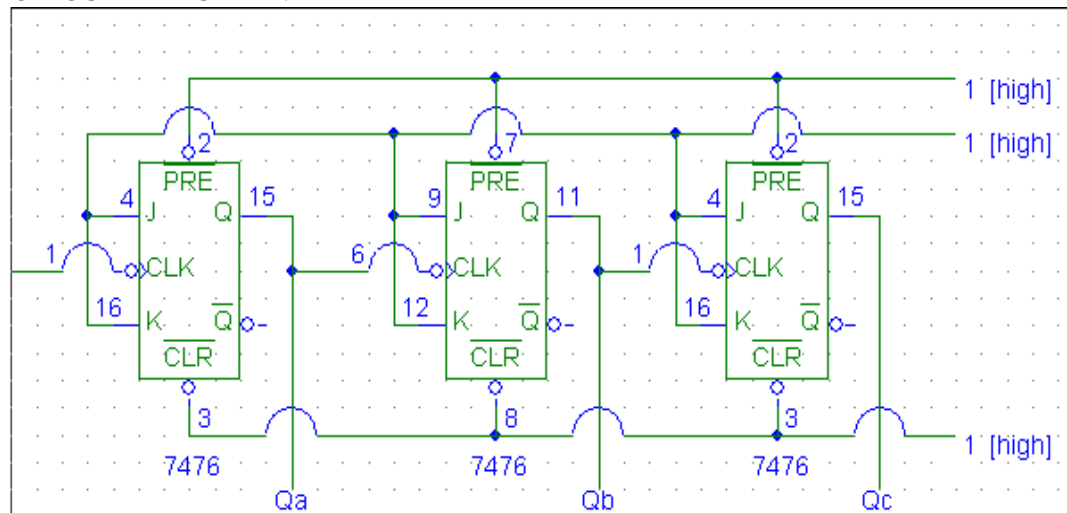 1 [high]
1 [high]
2 7 2
PRE PRE PRE
4 J Q 15 9 J Q 11 4 J Q 15
1 CLK 6 CLK 1 CLK
16 K Q 12 K Q 16 K Q
CLR CLR CLR
3 8 3
1 [high]
7476 7476 7476
Qa Qb Qc